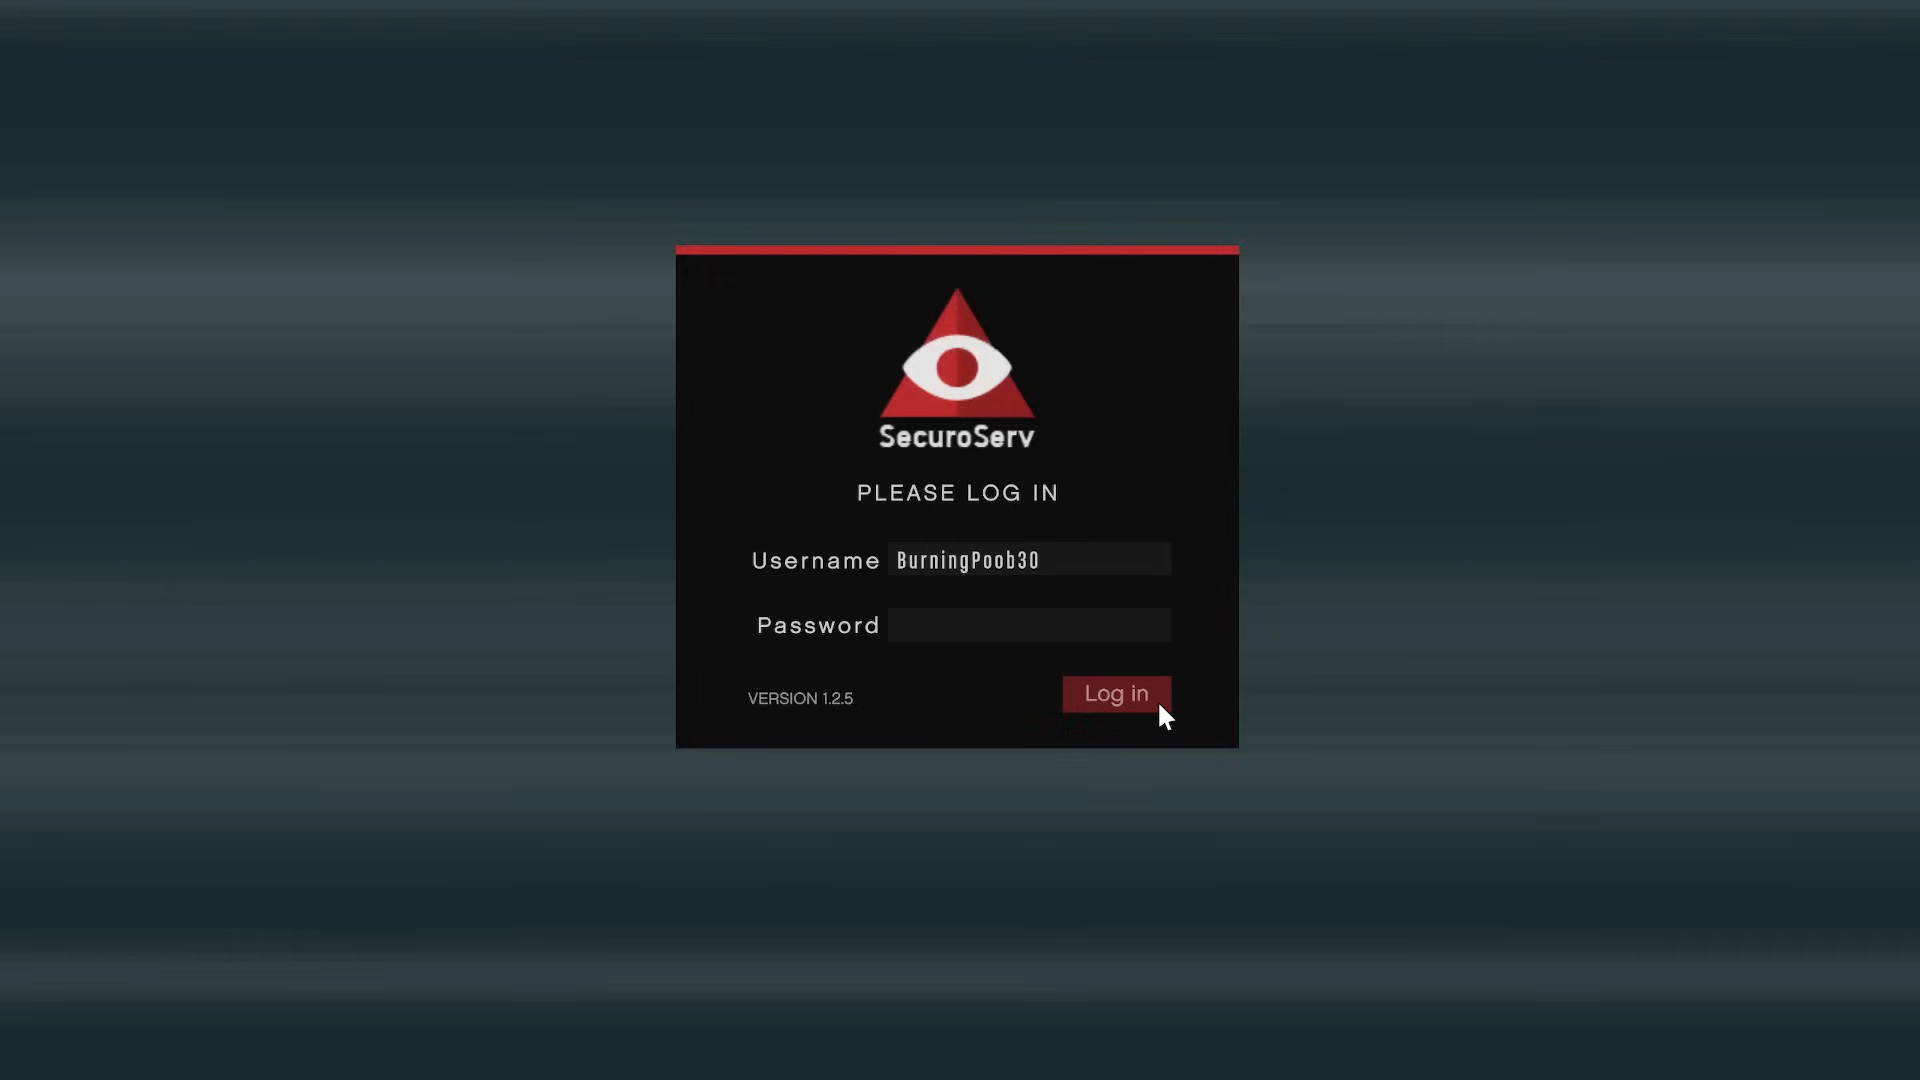 SecuroServ
PLEASE LOG IN
Username BurningPoob30
Password
VERSION 1.2.5 Log in